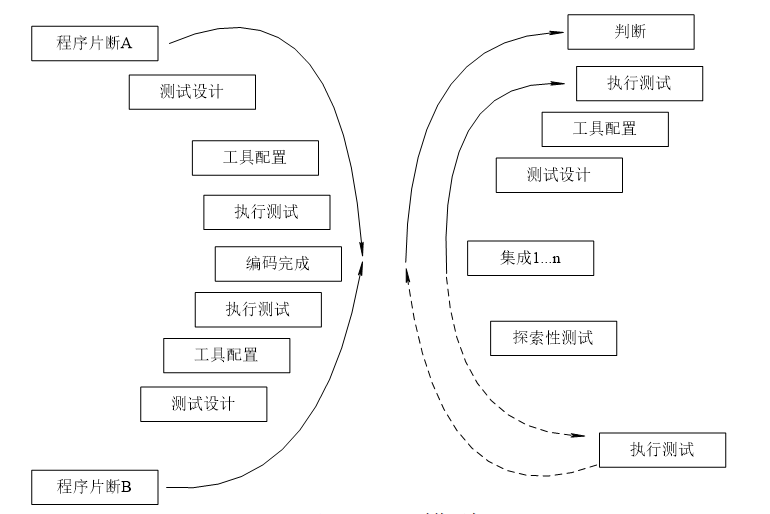 程序片断A
测试设计
工具配置
执行测试
编码完成
执行测试
工具配置
测试设计
程序片断B
判断
执行测试
工具配置
测试设计
集成1...n
探索性测试
执行测试